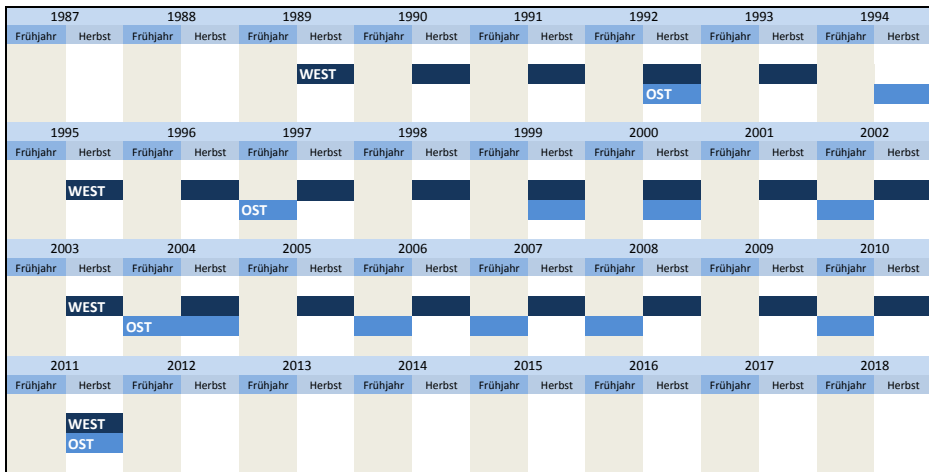 1987 1988 1989 1990 1991 1992 1993 1994
Frühjahr Herbst Frühjahr Herbst Frühjahr Herbst Frühjahr Herbst Frühjahr Herbst Frühjahr Herbst Frühjahr Herbst Frühjahr Herbst
WEST
OST
1995 1996 1997 1998 1999 2000 2001 2002
Frühjahr Herbst Frühjahr Herbst Frühjahr Herbst Frühjahr Herbst Frühjahr Herbst Frühjahr Herbst Frühjahr Herbst Frühjahr Herbst
WEST
OST
2003 2004 2005 2006 2007 2008 2009 2010
Frühjahr Herbst Frühjahr Herbst Frühjahr Herbst Frühjahr Herbst Frühjahr Herbst Frühjahr Herbst Frühjahr Herbst Frühjahr Herbst
WEST
OST
2011 2012 2013 2014 2015 2016 2017 2018
Frühjahr Herbst Frühjahr Herbst Frühjahr Herbst Frühjahr Herbst Frühjahr Herbst Frühjahr Herbst Frühjahr Herbst Frühjahr Herbst
WEST
OST